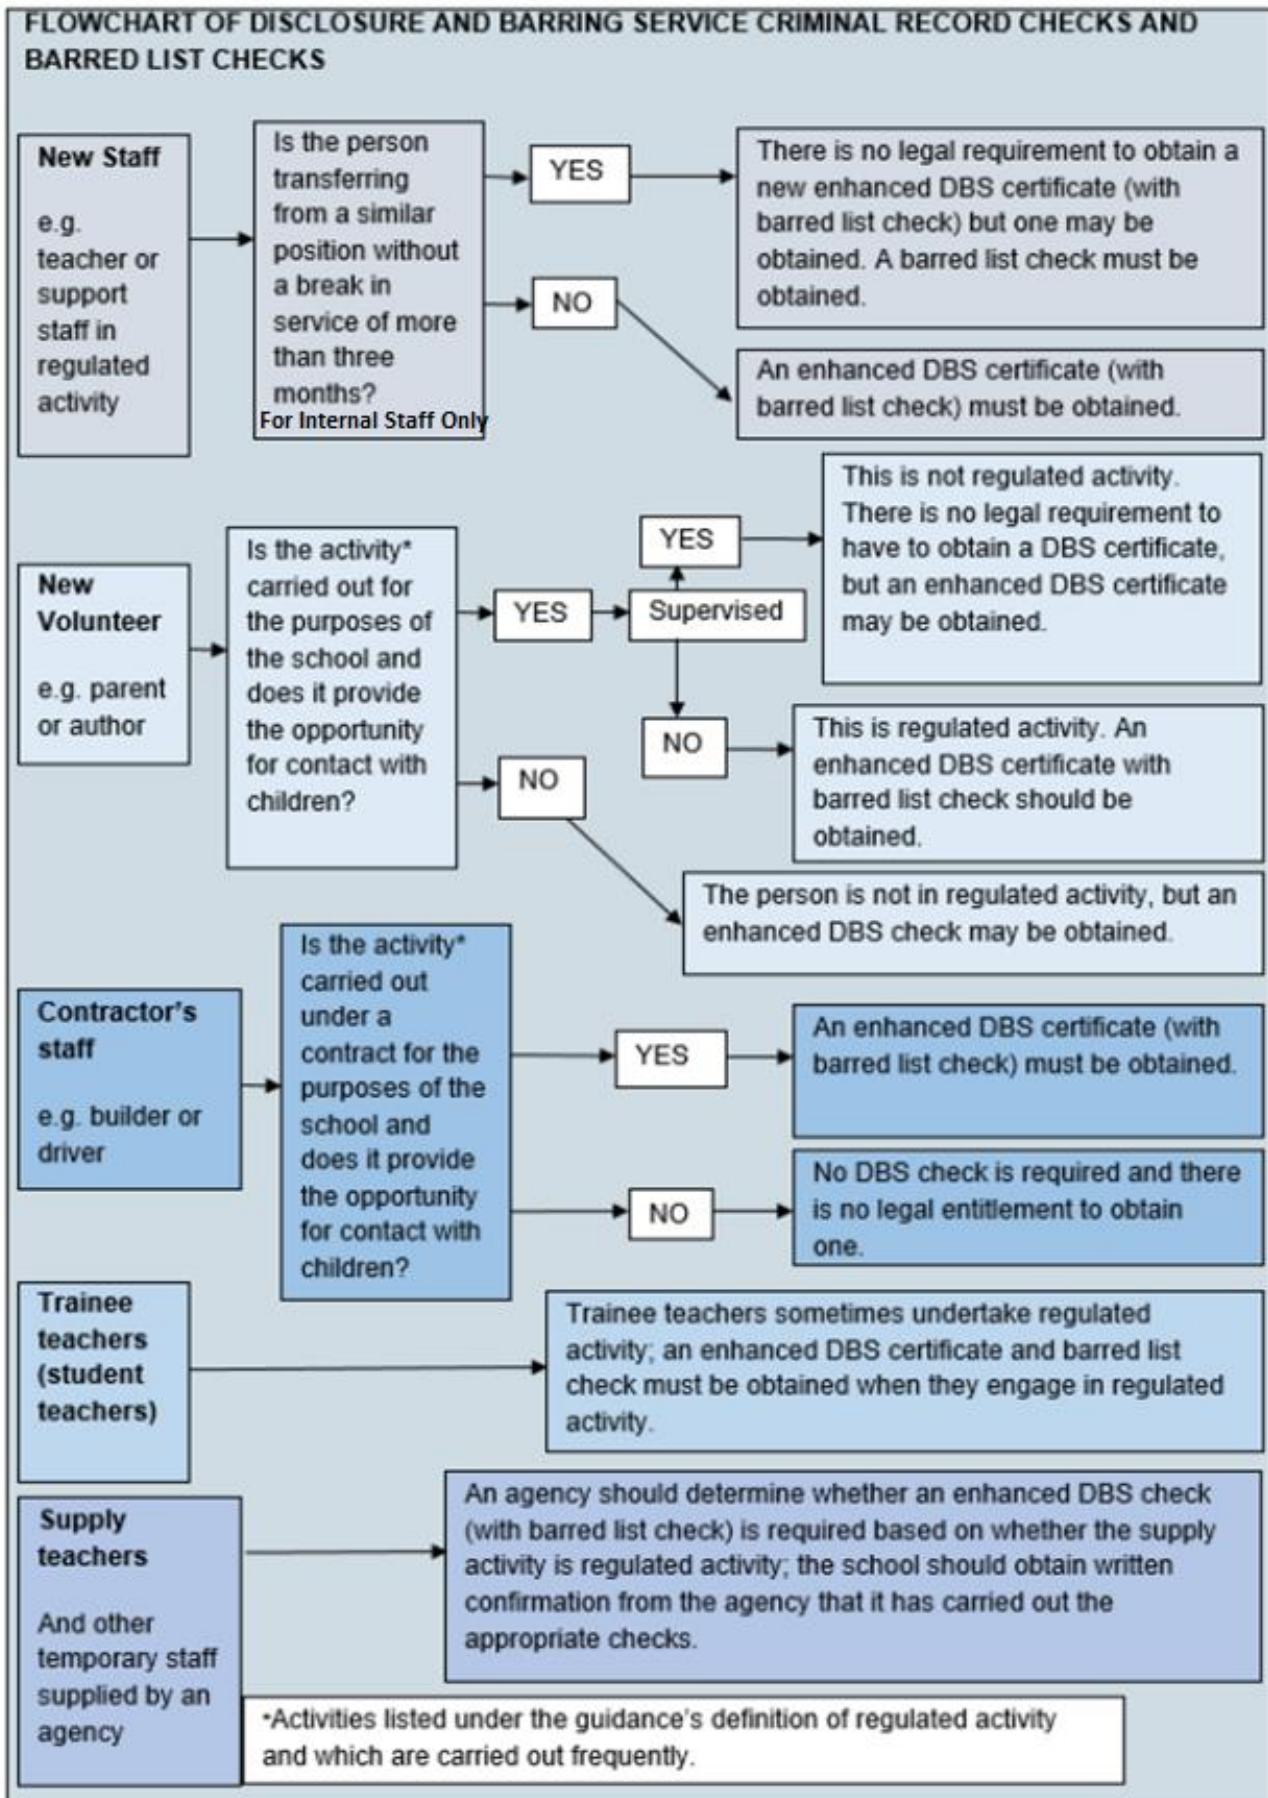 FLOWCHART OF DISCLOSURE AND BARRING SERVICE CRIMINAL RECORD CHECKS AND
BARRED LIST CHECKS
New Staff
e.g.
teacher or
support
staff in
regulated
activity
Is the person
transferring
from a similar
position without
a break in
service of more
than three
months?
For Internal Staff Only
YES
There is no legal requirement to obtain a
new enhanced DBS certificate (with
barred list check) but one may be
obtained. A barred list check must be
obtained.
NO
An enhanced DBS certificate (with
barred list check) must be obtained.
New
Volunteer
e.g. parent
or author
Is the activity*
carried out for
the purposes of
the school and
does it provide
the opportunity
for contact with
children?
YES
Supervised
YES
This is not regulated activity.
There is no legal requirement to
have to obtain a DBS certificate,
but an enhanced DBS certificate
may be obtained.
NO
This is regulated activity. An
enhanced DBS certificate with
barred list check should be
obtained.
NO
The person is not in regulated activity, but an
enhanced DBS check may be obtained.
Contractor's
staff
e.g. builder or
driver
Is the activity*
carried out
under a
contract for the
purposes of the
school and
does it provide
the opportunity
for contact with
children?
YES
An enhanced DBS certificate (with
barred list check) must be obtained.
NO
No DBS check is required and there
is no legal entitlement to obtain
one.
Trainee
teachers
(student
teachers)
Trainee teachers sometimes undertake regulated
activity; an enhanced DBS certificate and barred list
check must be obtained when they engage in regulated
activity.
Supply
teachers
And other
temporary staff
supplied by an
agency
An agency should determine whether an enhanced DBS check
(with barred list check) is required based on whether the supply
activity is regulated activity; the school should obtain written
confirmation from the agency that it has carried out the
appropriate checks.
*Activities listed under the guidance's definition of regulated activity
and which are carried out frequently.